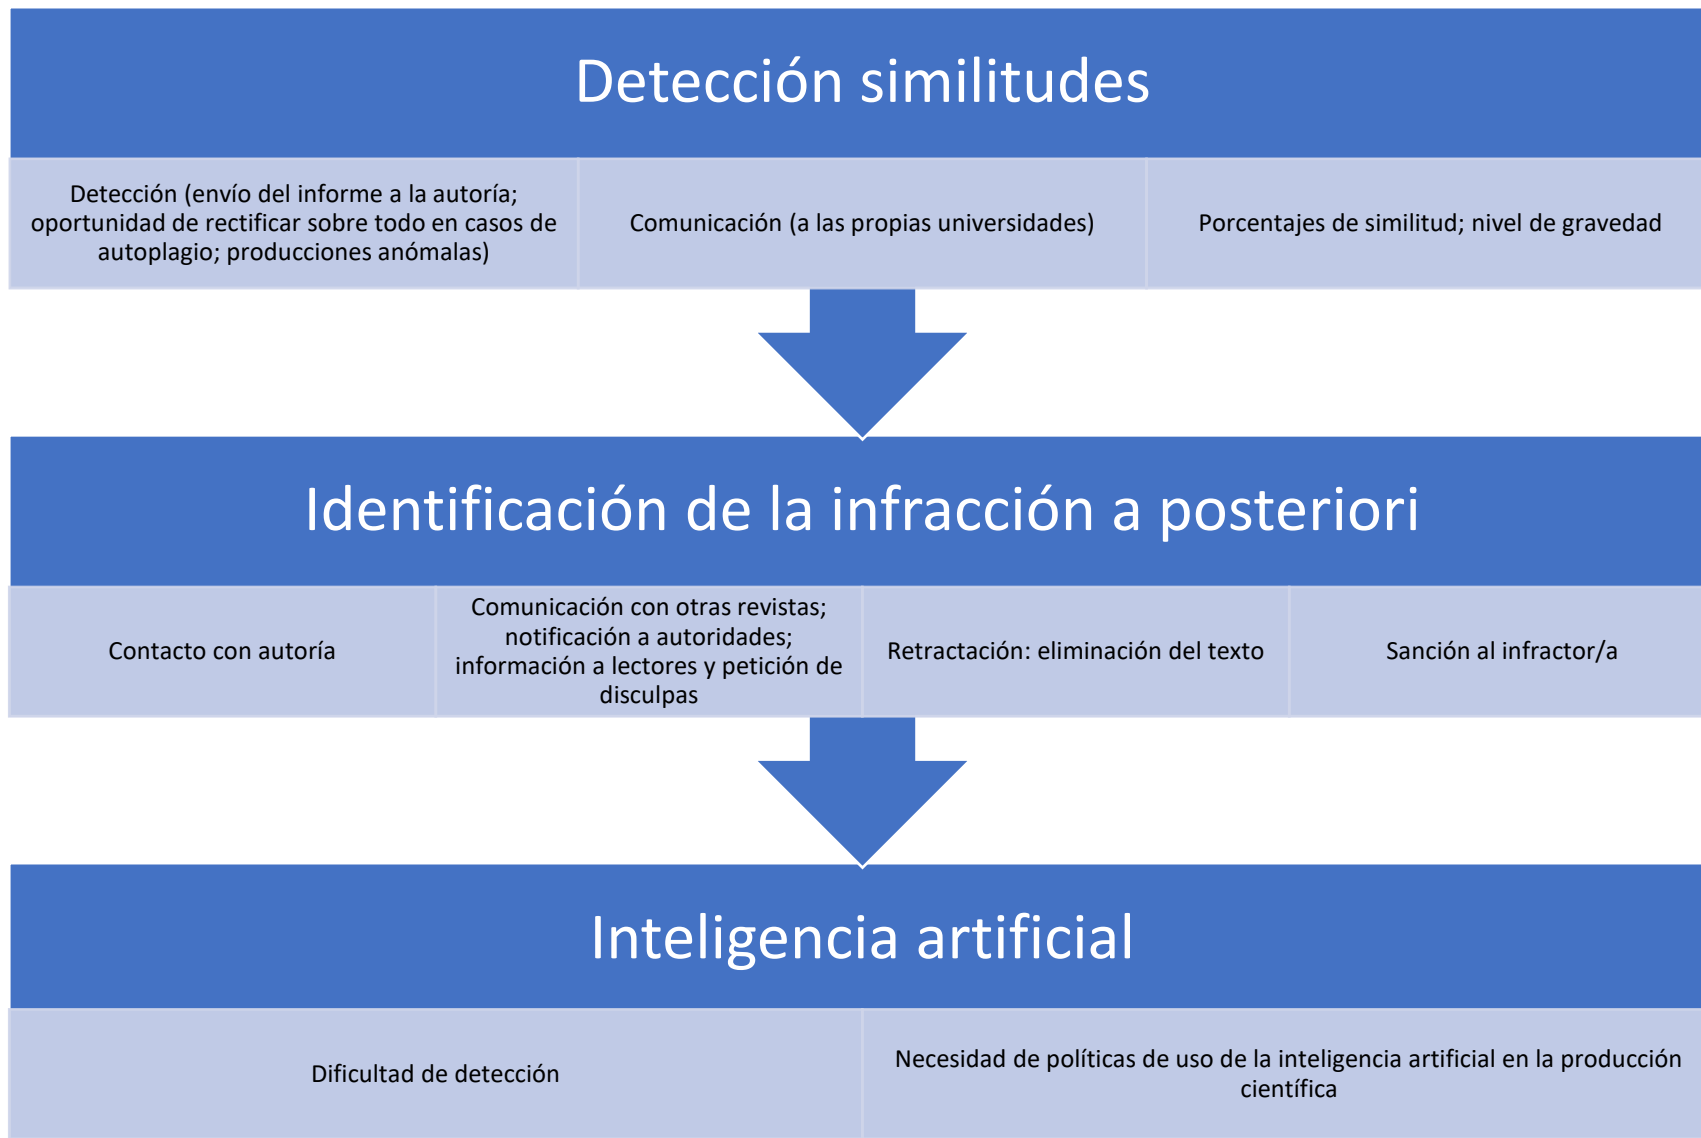 Detección similitudes
Detección (envío del informe a la autoría;
oportunidad de rectificar sobre todo en casos de
autoplagio; producciones anómalas)
Comunicación (a las propias universidades)
Porcentajes de similitud; nivel de gravedad
Identificación de la infracción a posteriori
Contacto con autoría
Comunicación con otras revistas;
notificación a autoridades;
información a lectores y petición de
disculpas
Retractación: eliminación del texto
Sanción al infractor/a
Inteligencia artificial
Dificultad de detección
Necesidad de políticas de uso de la inteligencia artificial en la producción
científica